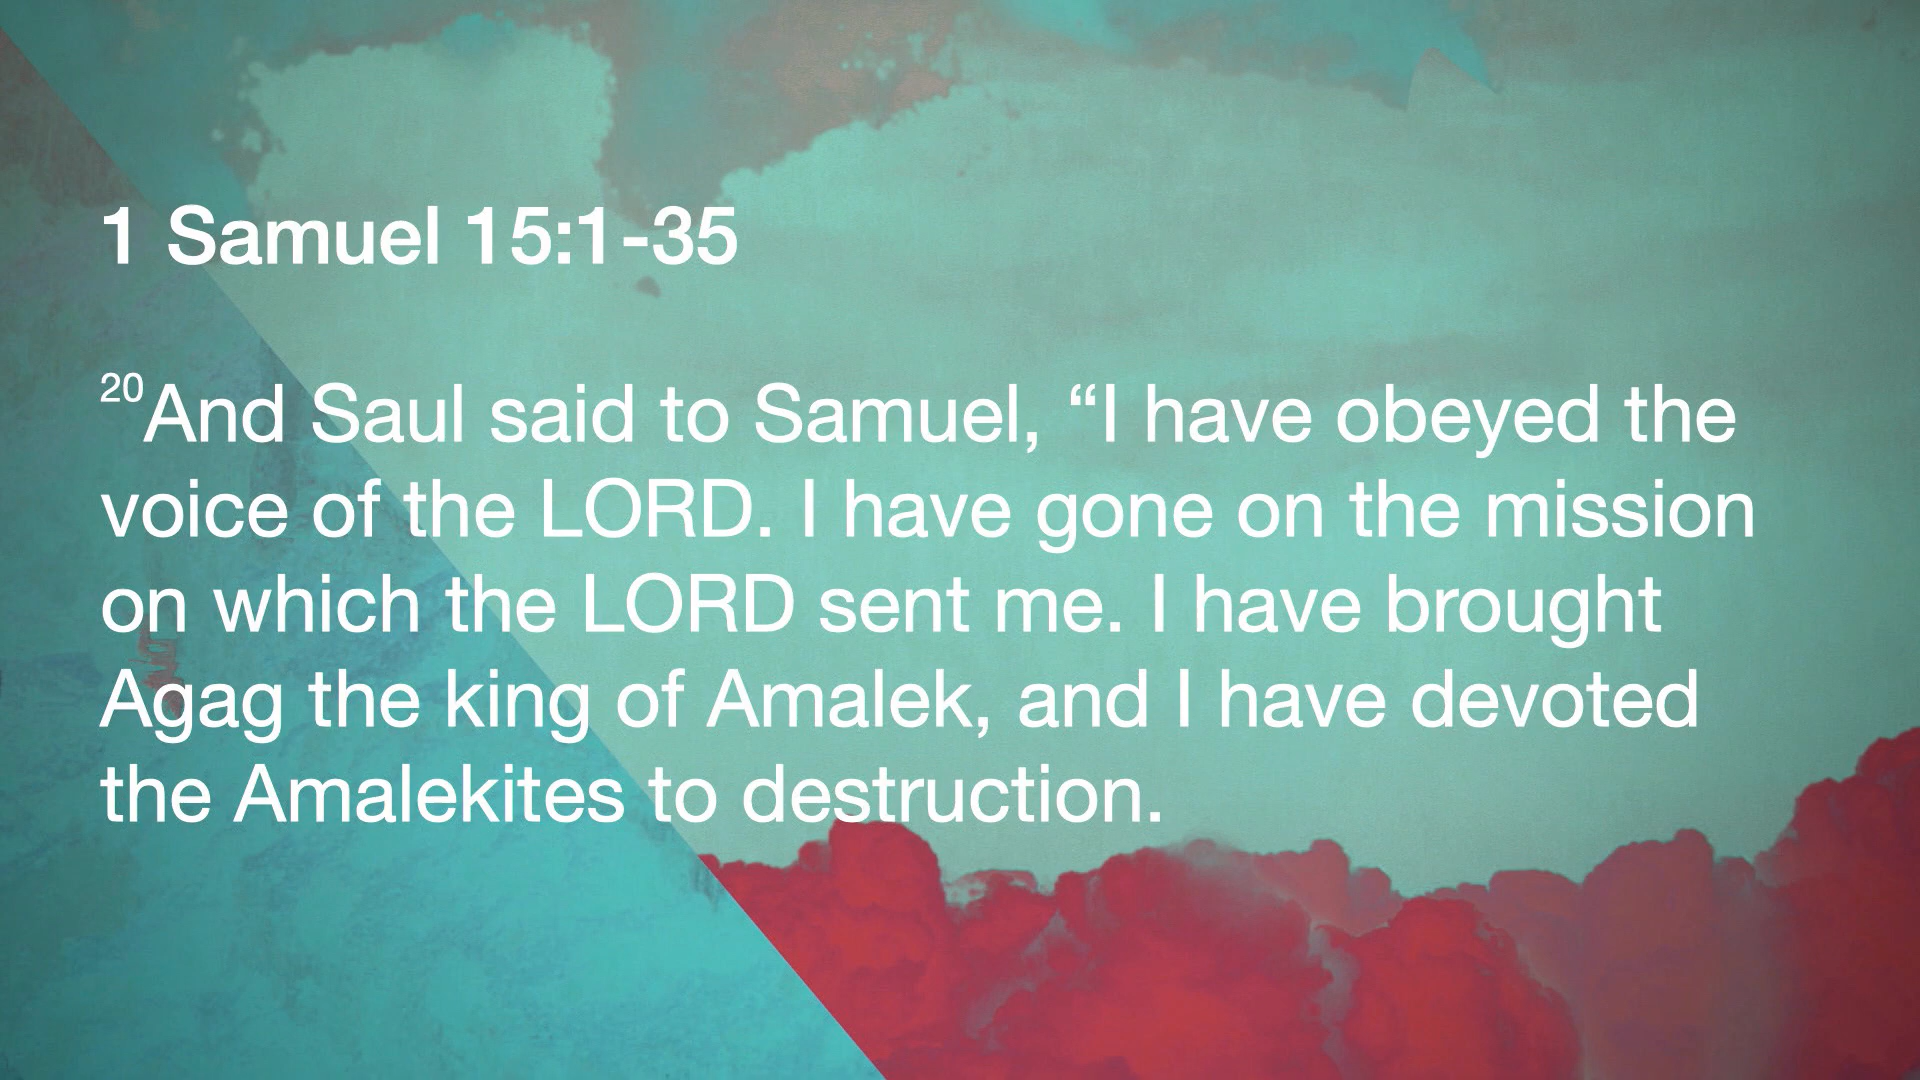 1 Samuel 15:1-35
20And Saul said to Samuel, “I have obeyed the
voice of the LORD. I have gone on the mission
on which the LORD sent me. I have brought
Agag the king of Amalek, and I have devoted
the Amalekites to destruction.